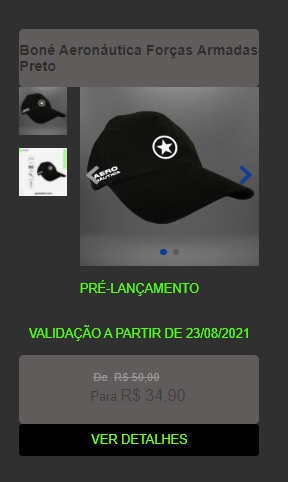 Boné Aeronáutica Forças Armadas
Preto
AERO
NÁUTICA
PRÉ-LANÇAMENTO
VALIDAÇÃO A PARTIR DE 23/08/2021
De R$ 50,00
Para R$ 34,90
VER DETALHES